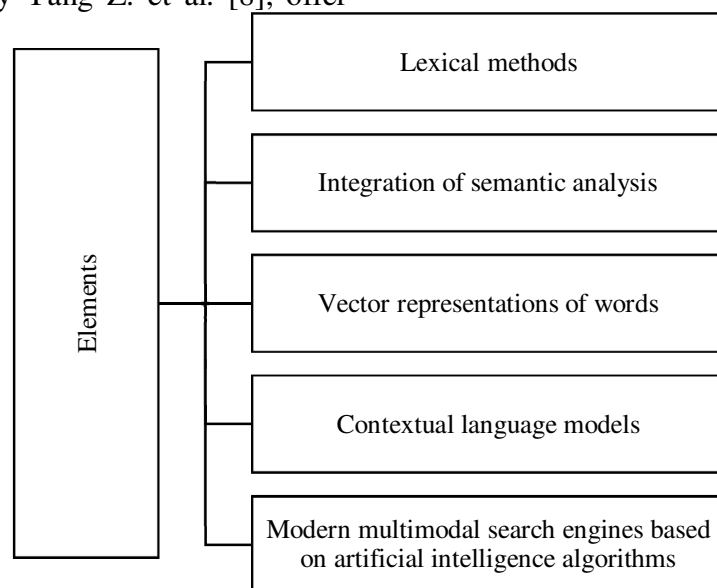 Tang Z. et al. [8], offer
Lexical methods
Integration of semantic analysis
Elements
Vector representations of words
Contextual language models
Modern multimodal search engines based
on artificial intelligence algorithms